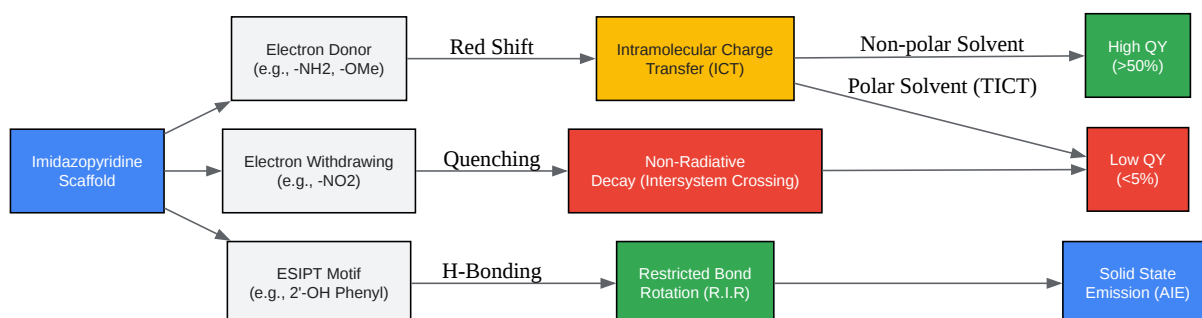 Imidazopyridine
Scaffold
Electron Donor
(e.g., -NH2, -OMe)
Red Shift
Intramolecular Charge
Transfer (ICT)
Non-polar Solvent
High QY
(>50%)
Polar Solvent (TICT)
Electron Withdrawing
(e.g., -NO2)
Quenching
Non-Radiative
Decay (Intersystem Crossing)
Low QY
(<5%)
ESIPT Motif
(e.g., 2'-OH Phenyl)
H-Bonding
Restricted Bond
Rotation (R.I.R)
Solid State
Emission (AIE)